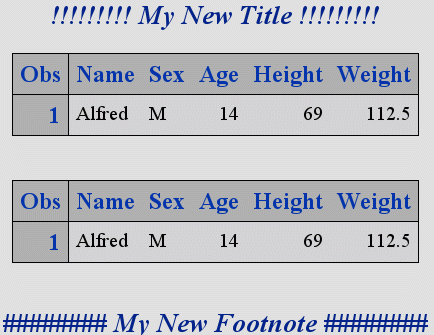 !!!!!!!!! My New Title !!!!!!!!!
Obs Name Sex Age Height Weight
1 Alfred M 14 69 112.5
Obs Name Sex Age Height Weight
1 Alfred M 14 69 112.5
######## My New Footnote ########